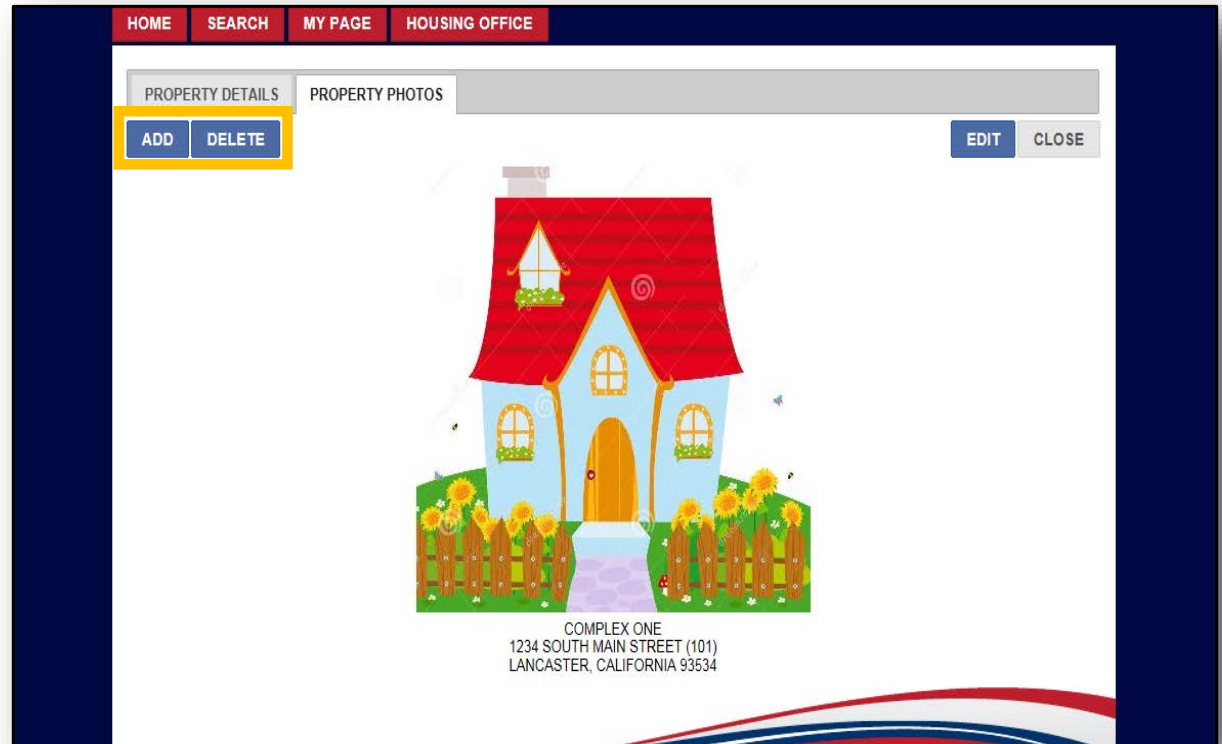 HOME SEARCH MY PAGE HOUSING OFFICE
PROPERTY DETAILS PROPERTY PHOTOS
ADD DELETE EDIT CLOSE
COMPLEX ONE
1234 SOUTH MAIN STREET (101)
LANCASTER, CALIFORNIA 93534